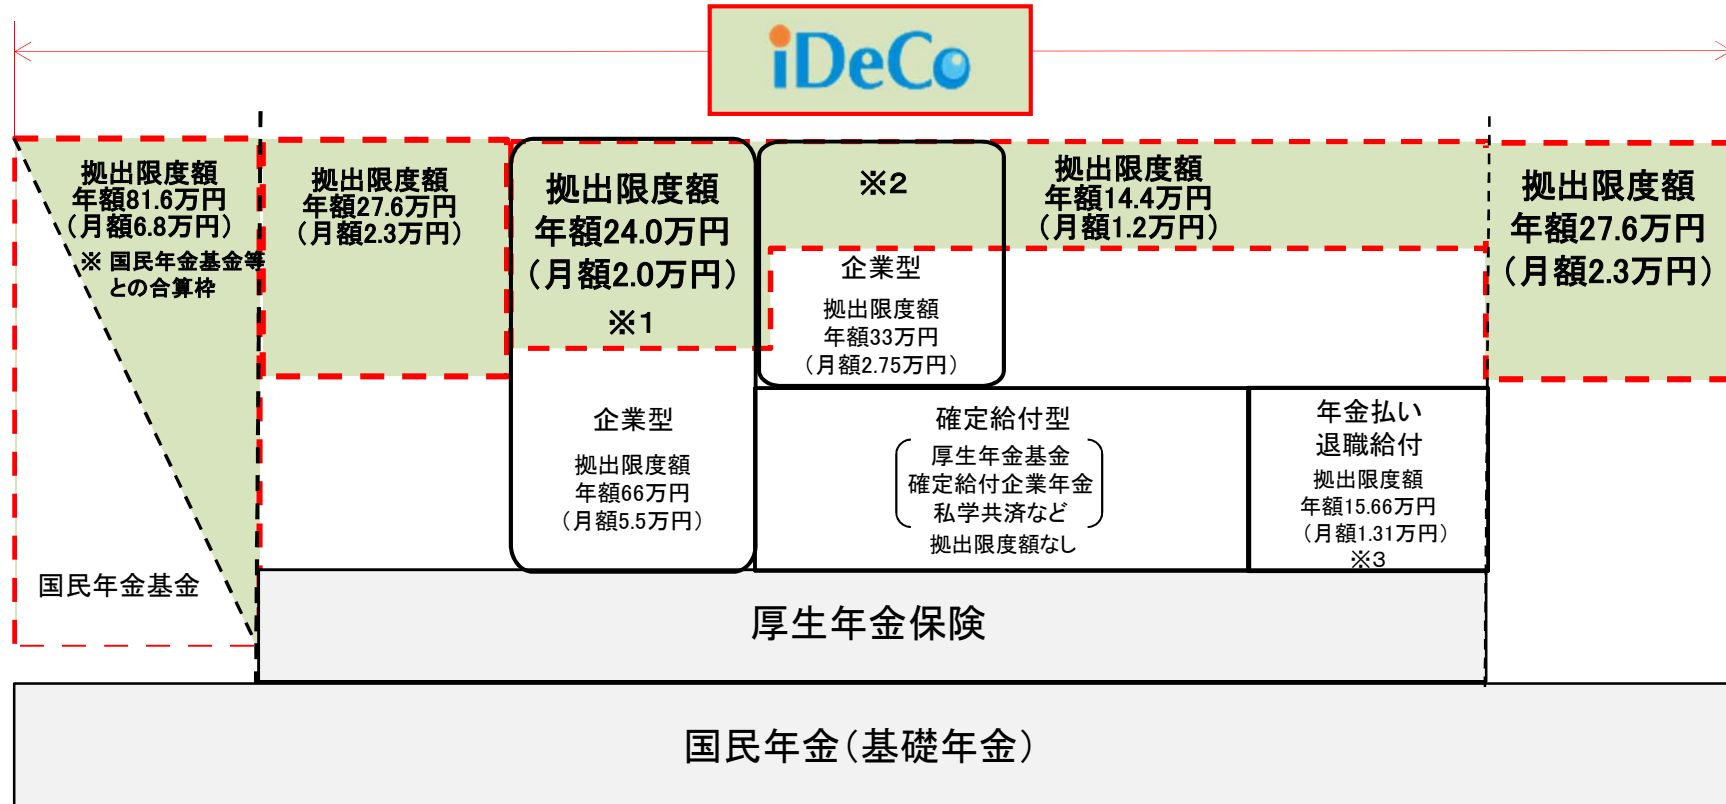 iDeCo
拠出限度額
年額81.6万円
（月額6.8万円）
※ 国民年金基金等
との合算枠
国民年金基金
拠出限度額
年額27.6万円
（月額2.3万円）
拠出限度額
年額24.0万円
（月額2.0万円）
※1
企業型
拠出限度額
年額66万円
（月額5.5万円）
※2
企業型
拠出限度額
年額33万円
（月額2.75万円）
拠出限度額
年額14.4万円
（月額1.2万円）
確定給付型
厚生年金基金
確定給付企業年金
私学共済など
拠出限度額なし
年金払い
退職給付
拠出限度額
年額15.66万円
（月額1.31万円）
※3
拠出限度額
年額27.6万円
（月額2.3万円）
厚生年金保険
国民年金（基礎年金）